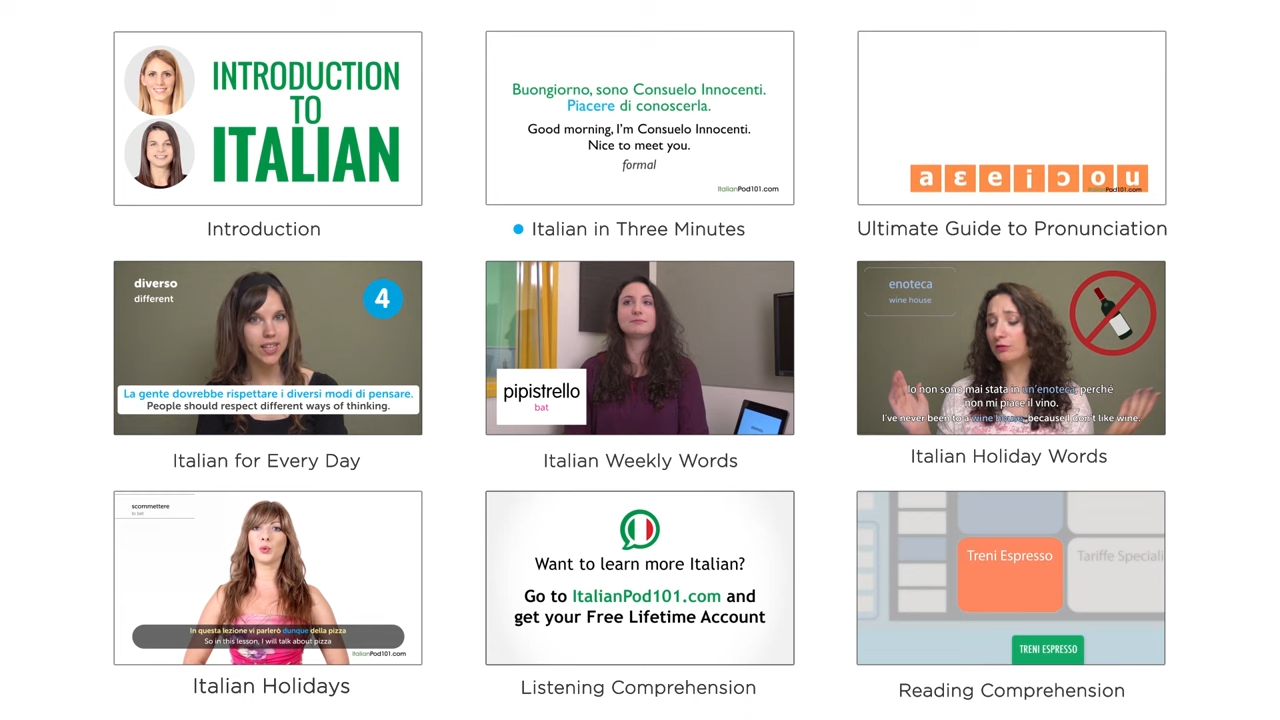 INTRODUCTION
TO
ITALIAN
Introduction
Buongiorno, sono Consuelo Innocenti.
Piacere di conoscerla.
Good morning, I'm Consuelo Innocenti.
Nice to meet you.
formal
ItalianPod101.com
Italian in Three Minutes
a ɛ e i ɔ o u
ItalianPod101.com
Ultimate Guide to Pronunciation
diverso
different
4
La gente dovrebbe rispettare i diversi modi di pensare.
People should respect different ways of thinking.
Italian for Every Day
pipistrello
bat
Italian Weekly Words
enoteca
wine house
Io non sono mai stata in un'enoteca, perché
non mi piace il vino.
I've never been to a wine house, because I don't like wine.
Italian Holiday Words
scommettere
to bet
In questa lezione vi parlerò dunque della pizza
So in this lesson, I will talk about pizza
ItalianPod101.com
Italian Holidays
Want to learn more Italian?
Go to ItalianPod101.com and
get your Free Lifetime Account
Listening Comprehension
Treni Espresso
Tariffe Speciali
TRENI ESPRESSO
Reading Comprehension